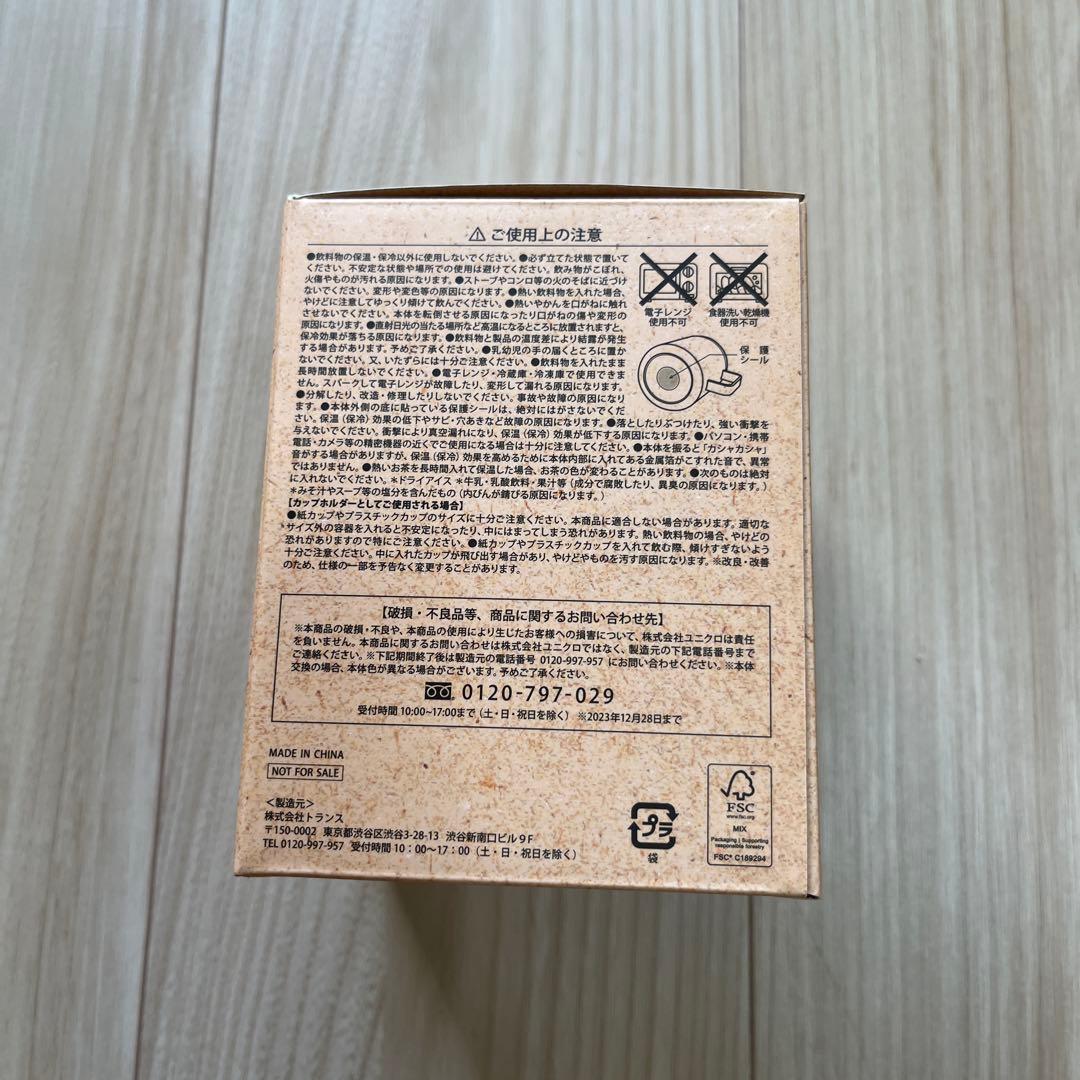 ⚠ ご使用上の注意
●飲料物の保温・保冷以外に使用しないでください。●必ず立てた状態で置いて
ください。不安定な状態や場所での使用は避けてください。飲み物がこぼれ、
火傷やものが汚れる原因になります。●ストーブやコンロ等の火のそばに近づけ
ないでください。変形や変色等の原因になります。●熱い飲料物を入れた場合、
やけどに注意してゆっくり傾けて飲んでください。●熱いやかんを口がねに触れ
させないでください。本体を転倒させる原因になったり口がねの傷や変形の
原因になります。●直射日光の当たる場所など高温になるところに放置されますと、
保冷効果が落ちる原因になります。●飲料物と製品の温度差により結露が発生
する場合があります。予めご了承ください。●乳幼児の手の届くところに置か
ないでください。又、いたずらには十分ご注意ください。●飲料物を入れたまま
長時間放置しないでください。●電子レンジ・冷蔵庫・冷凍庫で使用できま
せん。スパークして電子レンジが故障したり、変形して漏れる原因になります。
●分解したり、改造・修理したりしないでください。事故や故障の原因になり
ます。●本体外側の底に貼っている保護シールは、絶対にはがさないでくだ
さい。保温（保冷）効果の低下やサビ・穴あきなど故障の原因になります。●落としたりぶつけたり、強い衝撃を
与えないでください。衝撃により真空漏れになり、保温（保冷）効果が低下する原因になります。●パソコン・携帯
電話・カメラ等の精密機器の近くでご使用になる場合は十分に注意してください。●本体を振ると「カシャカシャ」
音がする場合がありますが、保温（保冷）効果を高めるために本体内部に入れてある金属箔がこすれた音で、異常
ではありません。●熱いお茶を長時間入れて保温した場合、お茶の色が変わることがあります。●次のものは絶対
に入れないでください。＊ドライアイス ＊牛乳・乳酸飲料・果汁等（成分で腐敗したり、異臭の原因になります。）
＊みそ汁やスープ等の塩分を含んだもの（内びんが錆びる原因になります。）
【カップホルダーとしてご使用される場合】
●紙カップやプラスチックカップのサイズに十分ご注意ください。本商品に適合しない場合があります。適切な
サイズ外の容器を入れると不安定になったり、中にはまってしまう恐れがあります。熱い飲料物の場合、やけどの
恐れがありますので特にご注意ください。●紙カップやプラスチックカップを入れて飲む際、傾けすぎないよう
十分ご注意ください。中に入れたカップが飛び出す場合があり、やけどやものを汚す原因になります。※改良・改善
のため、仕様の一部を予告なく変更することがあります。
電子レンジ
使用不可
食器洗い乾燥機
使用不可
保護
シール
【破損・不良品等、商品に関するお問い合わせ先】
※本商品の破損・不良や、本商品の使用により生じたお客様への損害について、株式会社ユニクロは責任
を負いません。本商品に関するお問い合わせは株式会社ユニクロではなく、製造元の下記電話番号まで
ご連絡ください。※下記期間終了後は製造元の電話番号 0120-997-957 にお問い合わせください。※本体
交換の場合、本体色が異なる場合がございます。予めご了承ください。
0120-797-029
受付時間 10:00~17:00まで（土・日・祝日を除く） ※2023年12月28日まで
MADE IN CHINA
NOT FOR SALE
＜製造元＞
株式会社トランス
〒150-0002 東京都渋谷区渋谷3-28-13 渋谷新南口ビル９F
TEL 0120-997-957 受付時間 10：00〜17：00（土・日・祝日を除く）
プラ
袋
FSC
www.fsc.org
MIX
Packaging | Supporting
responsible forestry
FSC® C189294